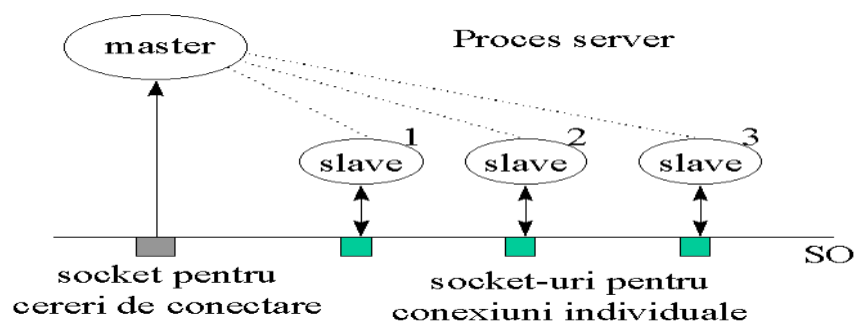 master
Proces server
1
2
3
slave
slave
slave
SO
socket pentru
cereri de conectare
socket-uri pentru
conexiuni individuale